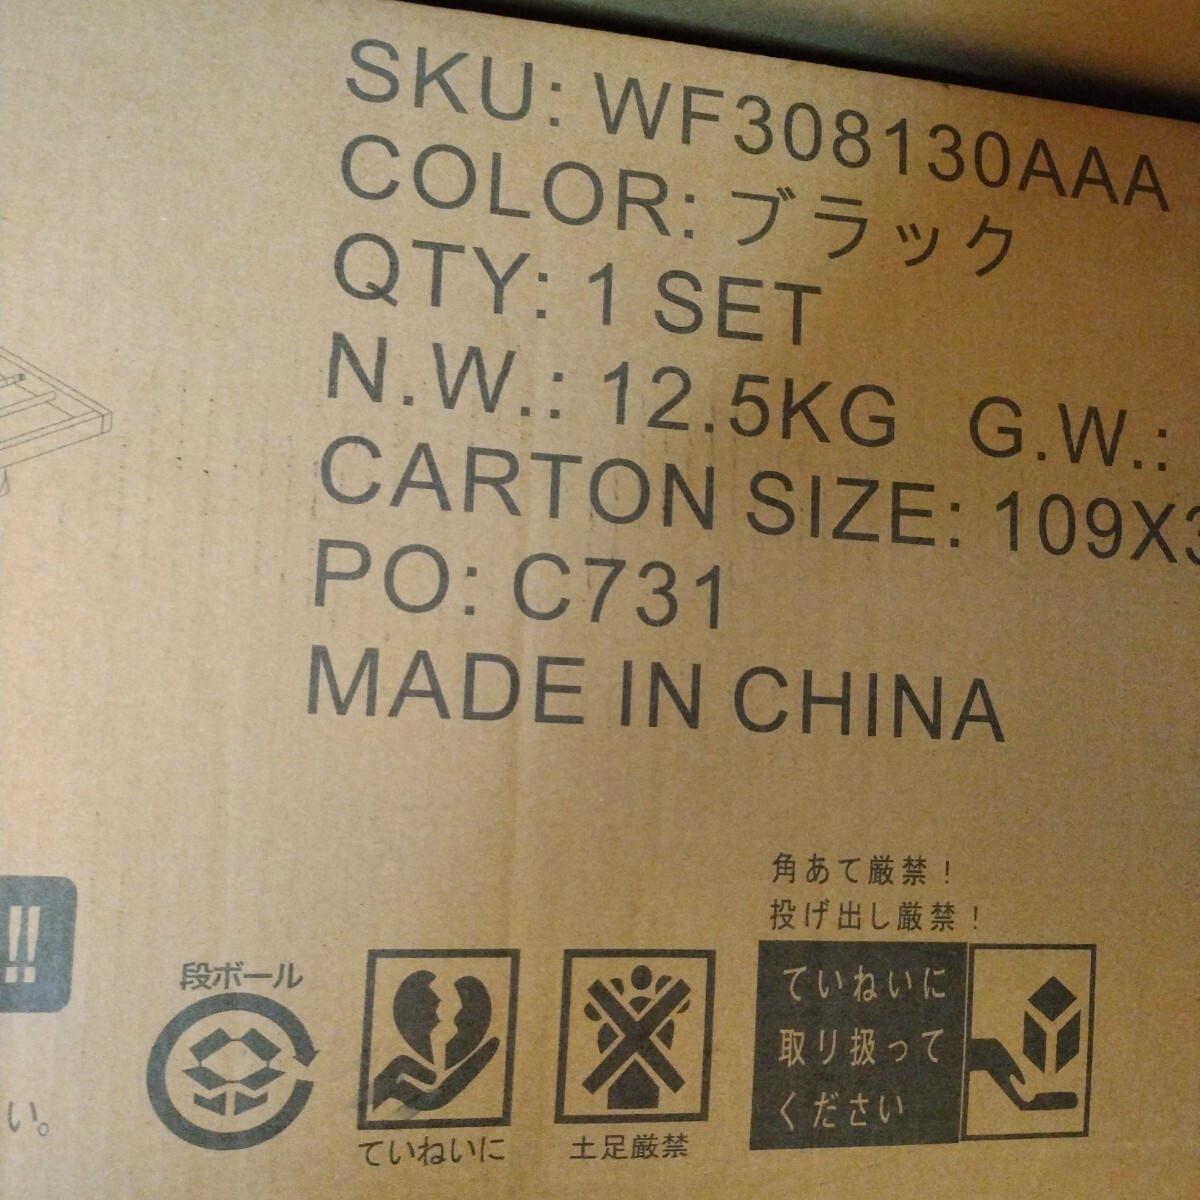 SKU: WF308130AAA
COLOR: ブラック
QTY: 1 SET
N.W.: 12.5KG G.W.:
CARTON SIZE: 109X3
PO: C731
MADE IN CHINA
角あて厳禁!
投げ出し厳禁!
!!
段ボール
ていねいに
取り扱って
ください
い。
ていねいに
土足厳禁